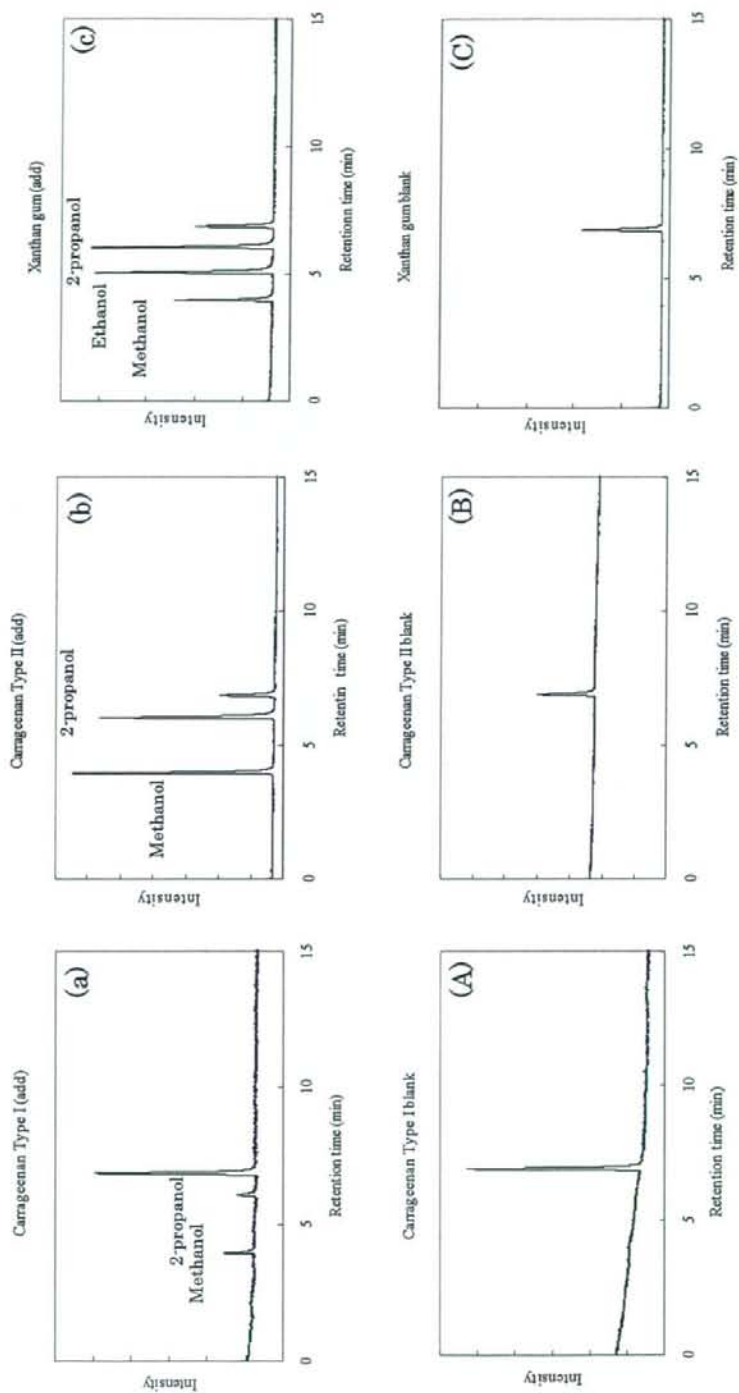 Carrageenan Type I (add)
(a)
2-propanol
Methanol
Intensity
0
5
10
15
Retention time (min)
Carrageenan Type II (add)
(b)
2-propanol
Methanol
Intensity
0
5
10
15
Retentin time (min)
Xanthan gum (add)
(c)
2-propanol
Ethanol
Methanol
Intensity
0
5
10
15
Retentionn time (min)
Carrageenan Type I blank
(A)
Intensity
0
5
10
15
Retention time (min)
Carrageenan Type II blank
(B)
Intensity
0
5
10
15
Retention time (min)
Xanthan gum blank
(C)
Intensity
0
5
10
15
Retention time (min)